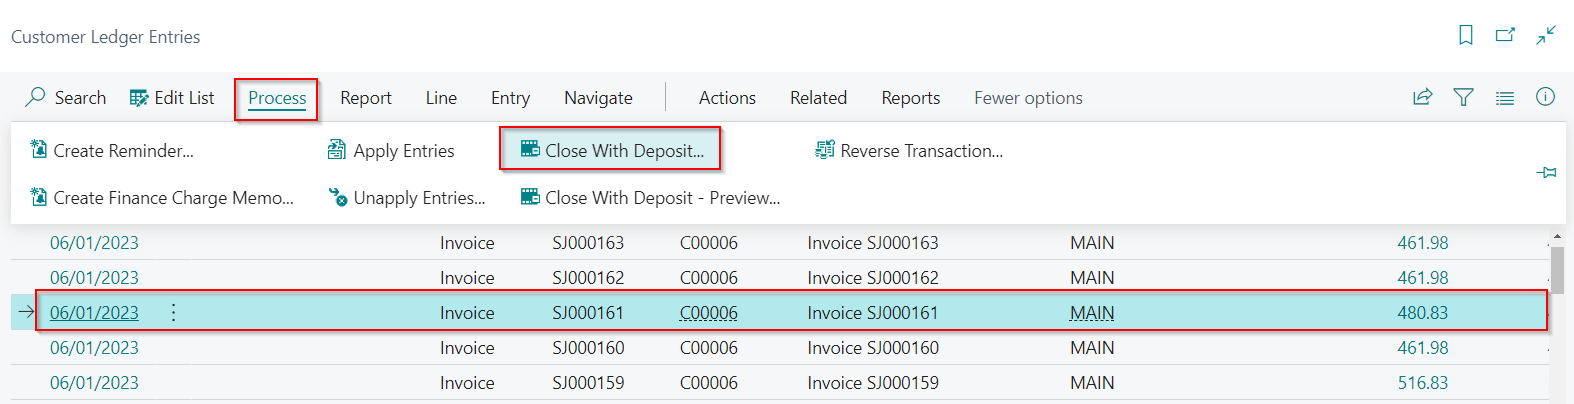 Customer Ledger Entries
Search Edit List Process Report Line Entry Navigate Actions Related Reports Fewer options
Create Reminder... Apply Entries Close With Deposit... Reverse Transaction...
Create Finance Charge Memo... Unapply Entries... Close With Deposit - Preview...
06/01/2023 Invoice SJ000163 C00006 Invoice SJ000163 MAIN 461.98
06/01/2023 Invoice SJ000162 C00006 Invoice SJ000162 MAIN 461.98
06/01/2023 Invoice SJ000161 C00006 Invoice SJ000161 MAIN 480.83
06/01/2023 Invoice SJ000160 C00006 Invoice SJ000160 MAIN 461.98
06/01/2023 Invoice SJ000159 C00006 Invoice SJ000159 MAIN 516.83